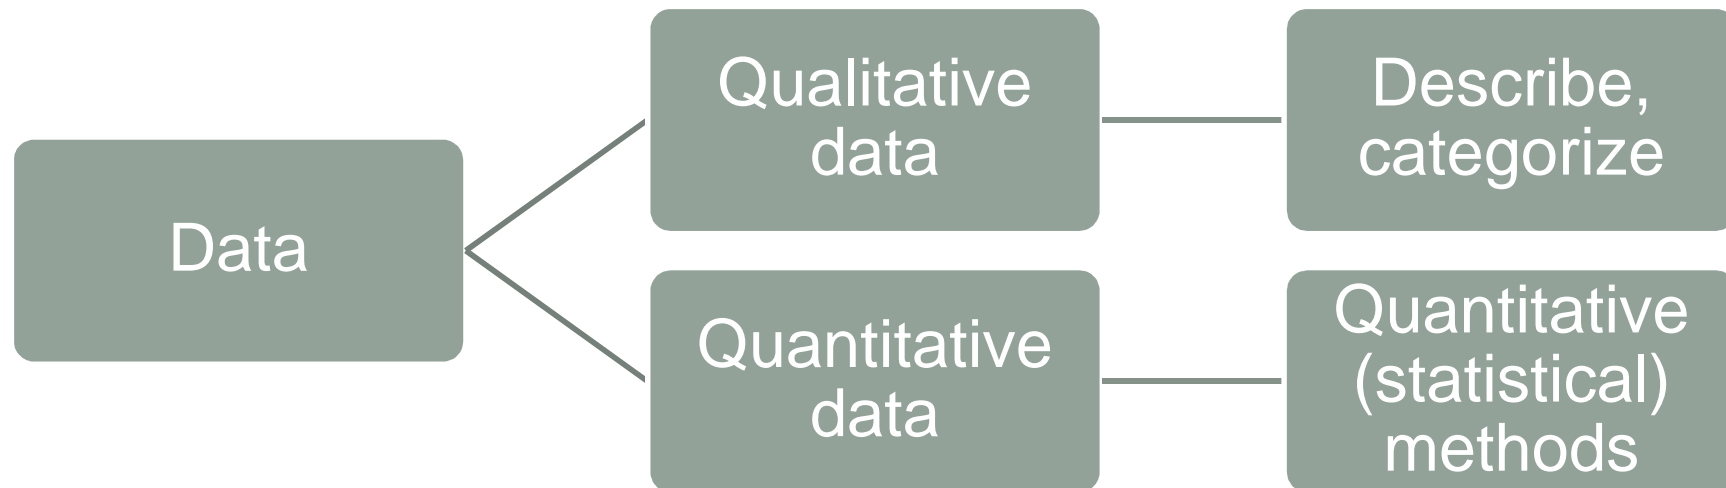 Data
Qualitative
data
Describe,
categorize
Quantitative
data
Quantitative
(statistical)
methods